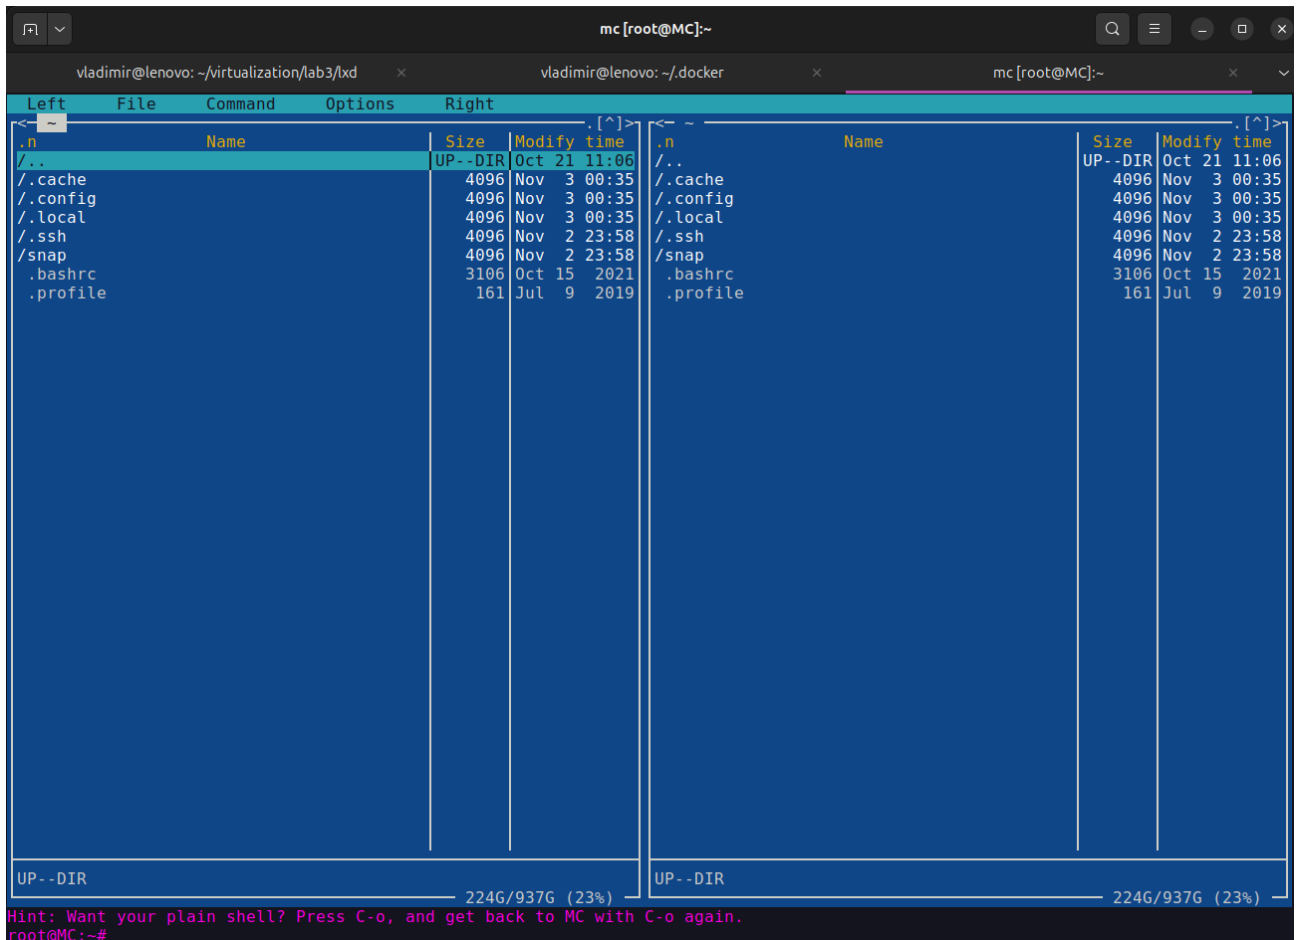 mc [root@MC]:~
vladimir@lenovo: ~/virtualization/lab3/lxd × vladimir@lenovo: ~/.docker × mc [root@MC]:~ ×
Left File Command Options Right
<— ~ .[^]> <— ~ .[^]>
.n Name Size Modify time .n Name Size Modify time
/.. UP--DIR Oct 21 11:06 /.. UP--DIR Oct 21 11:06
/.cache 4096 Nov 3 00:35 /.cache 4096 Nov 3 00:35
/.config 4096 Nov 3 00:35 /.config 4096 Nov 3 00:35
/.local 4096 Nov 3 00:35 /.local 4096 Nov 3 00:35
/.ssh 4096 Nov 2 23:58 /.ssh 4096 Nov 2 23:58
/snap 4096 Nov 2 23:58 /snap 4096 Nov 2 23:58
.bashrc 3106 Oct 15 2021 .bashrc 3106 Oct 15 2021
.profile 161 Jul 9 2019 .profile 161 Jul 9 2019
UP--DIR UP--DIR
224G/937G (23%) 224G/937G (23%)
Hint: Want your plain shell? Press C-o, and get back to MC with C-o again.
root@MC:~#